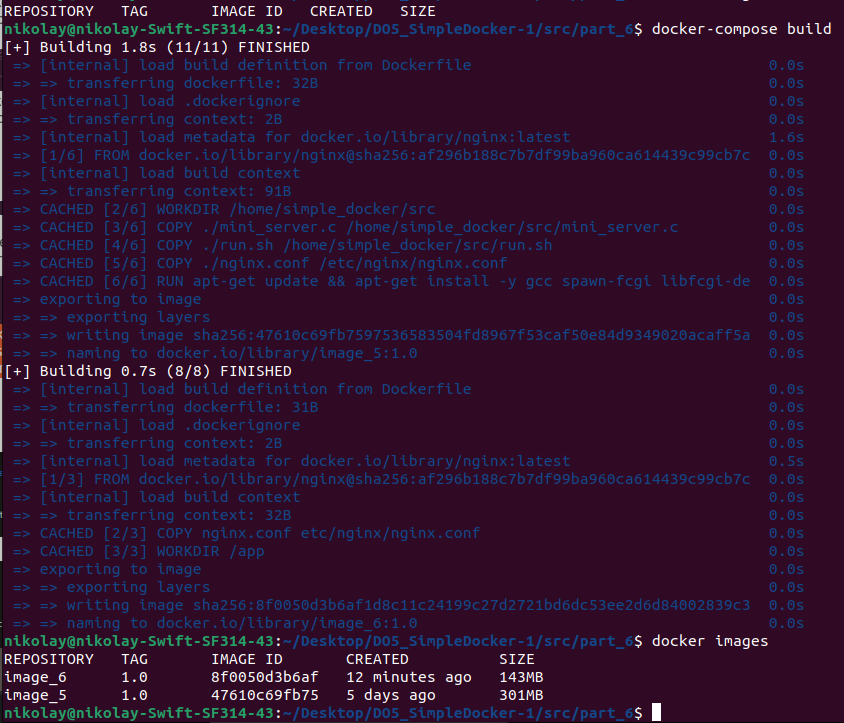 REPOSITORY TAG IMAGE ID CREATED SIZE
nikolay@nikolay-Swift-SF314-43:~/Desktop/DO5_SimpleDocker-1/src/part_6$ docker-compose build
[+] Building 1.8s (11/11) FINISHED
=> [internal] load build definition from Dockerfile 0.0s
=> => transferring dockerfile: 32B 0.0s
=> [internal] load .dockerignore 0.0s
=> => transferring context: 2B 0.0s
=> [internal] load metadata for docker.io/library/nginx:latest 1.6s
=> [1/6] FROM docker.io/library/nginx@sha256:af296b188c7b7df99ba960ca614439c99cb7c 0.0s
=> [internal] load build context 0.0s
=> => transferring context: 91B 0.0s
=> CACHED [2/6] WORKDIR /home/simple_docker/src 0.0s
=> CACHED [3/6] COPY ./mini_server.c /home/simple_docker/src/mini_server.c 0.0s
=> CACHED [4/6] COPY ./run.sh /home/simple_docker/src/run.sh 0.0s
=> CACHED [5/6] COPY ./nginx.conf /etc/nginx/nginx.conf 0.0s
=> CACHED [6/6] RUN apt-get update && apt-get install -y gcc spawn-fcgi libfcgi-de 0.0s
=> exporting to image 0.0s
=> => exporting layers 0.0s
=> => writing image sha256:47610c69fb7597536583504fd8967f53caf50e84d9349020acaff5a 0.0s
=> => naming to docker.io/library/image_5:1.0 0.0s
[+] Building 0.7s (8/8) FINISHED
=> [internal] load build definition from Dockerfile 0.0s
=> => transferring dockerfile: 31B 0.0s
=> [internal] load .dockerignore 0.0s
=> => transferring context: 2B 0.0s
=> [internal] load metadata for docker.io/library/nginx:latest 0.5s
=> [1/3] FROM docker.io/library/nginx@sha256:af296b188c7b7df99ba960ca614439c99cb7c 0.0s
=> [internal] load build context 0.0s
=> => transferring context: 32B 0.0s
=> CACHED [2/3] COPY nginx.conf etc/nginx/nginx.conf 0.0s
=> CACHED [3/3] WORKDIR /app 0.0s
=> exporting to image 0.0s
=> => exporting layers 0.0s
=> => writing image sha256:8f0050d3b6af1d8c11c24199c27d2721bd6dc53ee2d6d84002839c3 0.0s
=> => naming to docker.io/library/image_6:1.0 0.0s
nikolay@nikolay-Swift-SF314-43:~/Desktop/DO5_SimpleDocker-1/src/part_6$ docker images
REPOSITORY TAG IMAGE ID CREATED SIZE
image_6 1.0 8f0050d3b6af 12 minutes ago 143MB
image_5 1.0 47610c69fb75 5 days ago 301MB
nikolay@nikolay-Swift-SF314-43:~/Desktop/DO5_SimpleDocker-1/src/part_6$